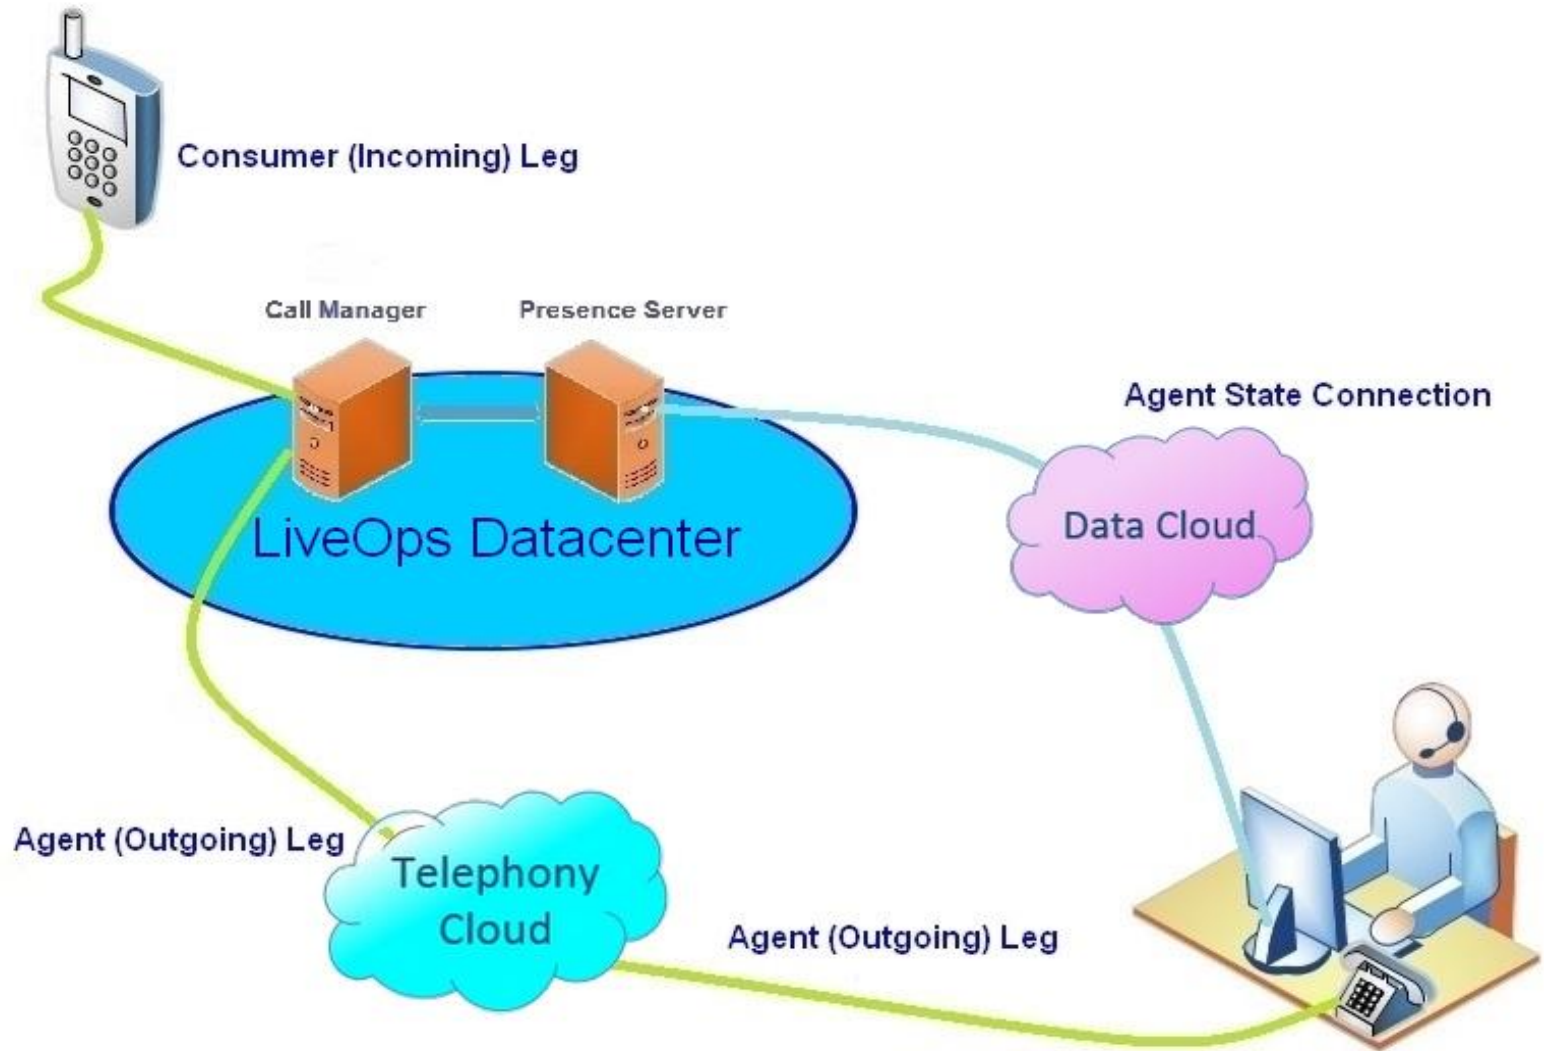 Consumer (Incoming) Leg
Call Manager
Presence Server
Agent State Connection
Data Cloud
LiveOps Datacenter
Agent (Outgoing) Leg
Telephony
Cloud
Agent (Outgoing) Leg